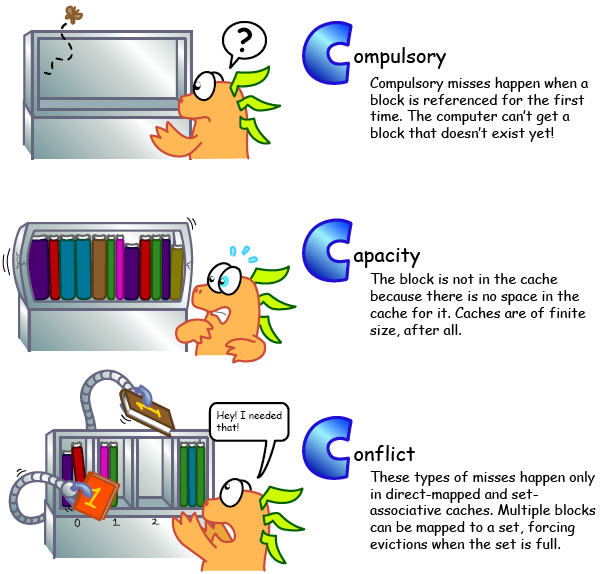 ?
Compulsory
Compulsory misses happen when a
block is referenced for the first
time. The computer can't get a
block that doesn't exist yet!
Capacity
The block is not in the cache
because there is no space in the
cache for it. Caches are of finite
size, after all.
1
Hey! I needed
that!
1
0 1 2
Conflict
These types of misses happen only
in direct-mapped and set-
associative caches. Multiple blocks
can be mapped to a set, forcing
evictions when the set is full.